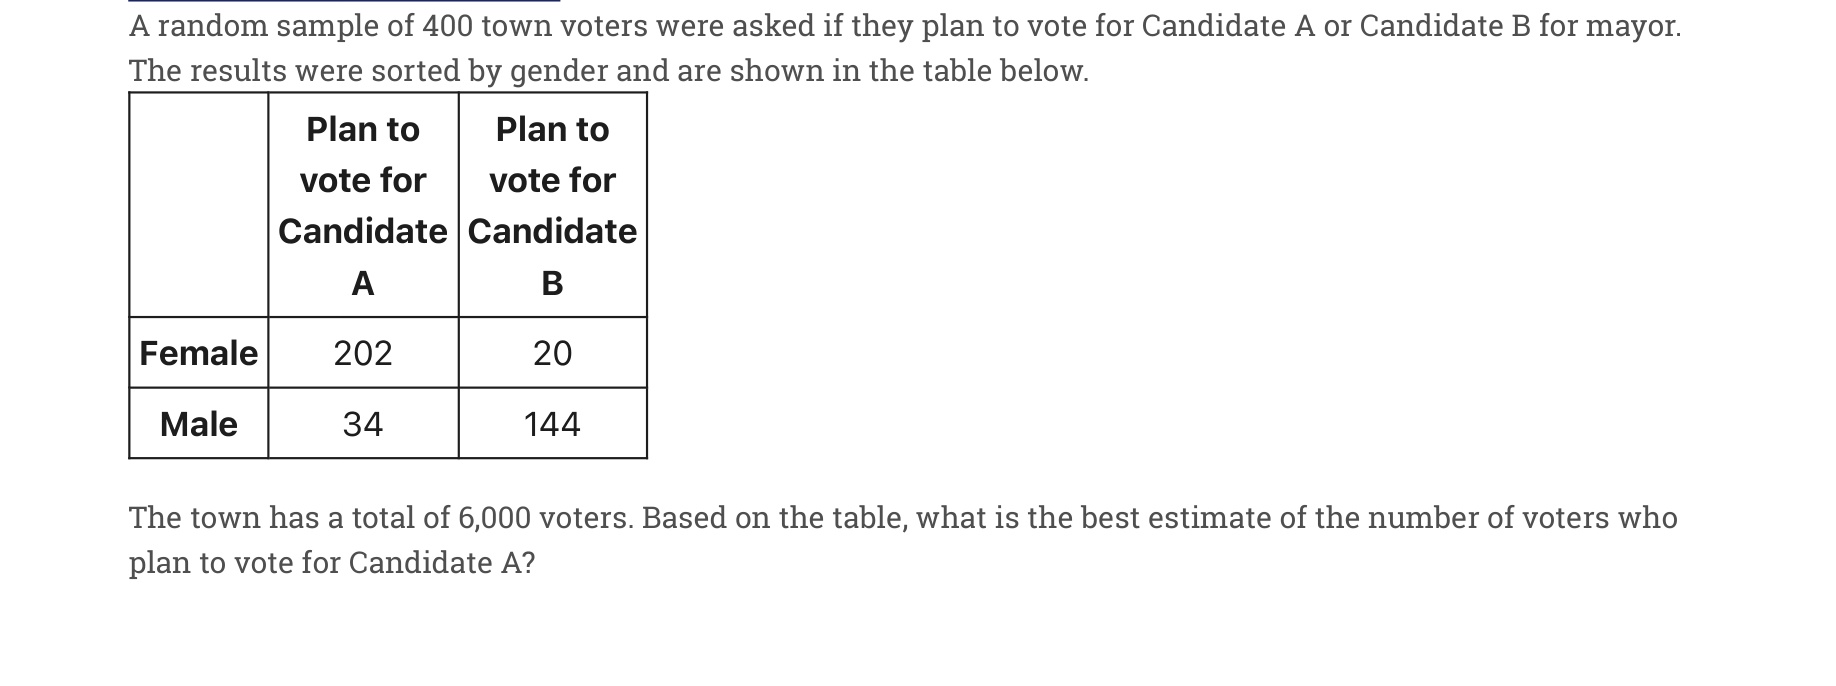 A random sample of 400 town voters were asked if they plan to vote for Candidate A or Candidate B for mayor.
The results were sorted by gender and are shown in the table below.
Plan to vote for Candidate A Plan to vote for Candidate B
Female 202 20
Male 34 144
The town has a total of 6,000 voters. Based on the table, what is the best estimate of the number of voters who
plan to vote for Candidate A?